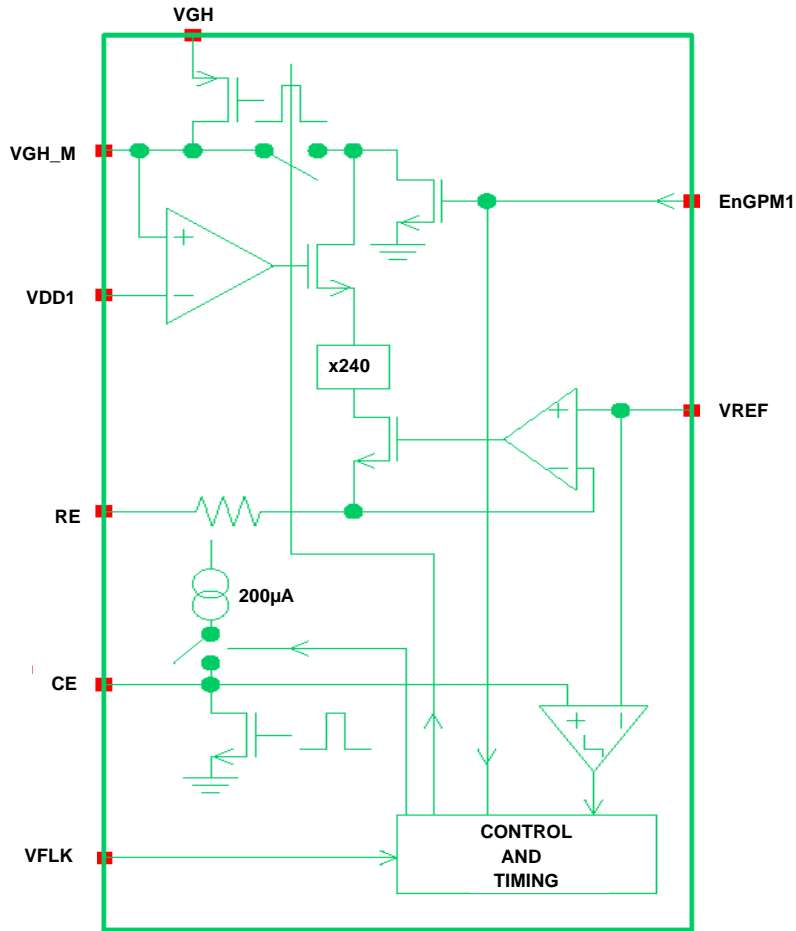 VGH
VGH_M
EnGPM1
VDD1
+
−
x240
+
−
VREF
RE
200µA
CE
+
−
VFLK
CONTROL
AND
TIMING